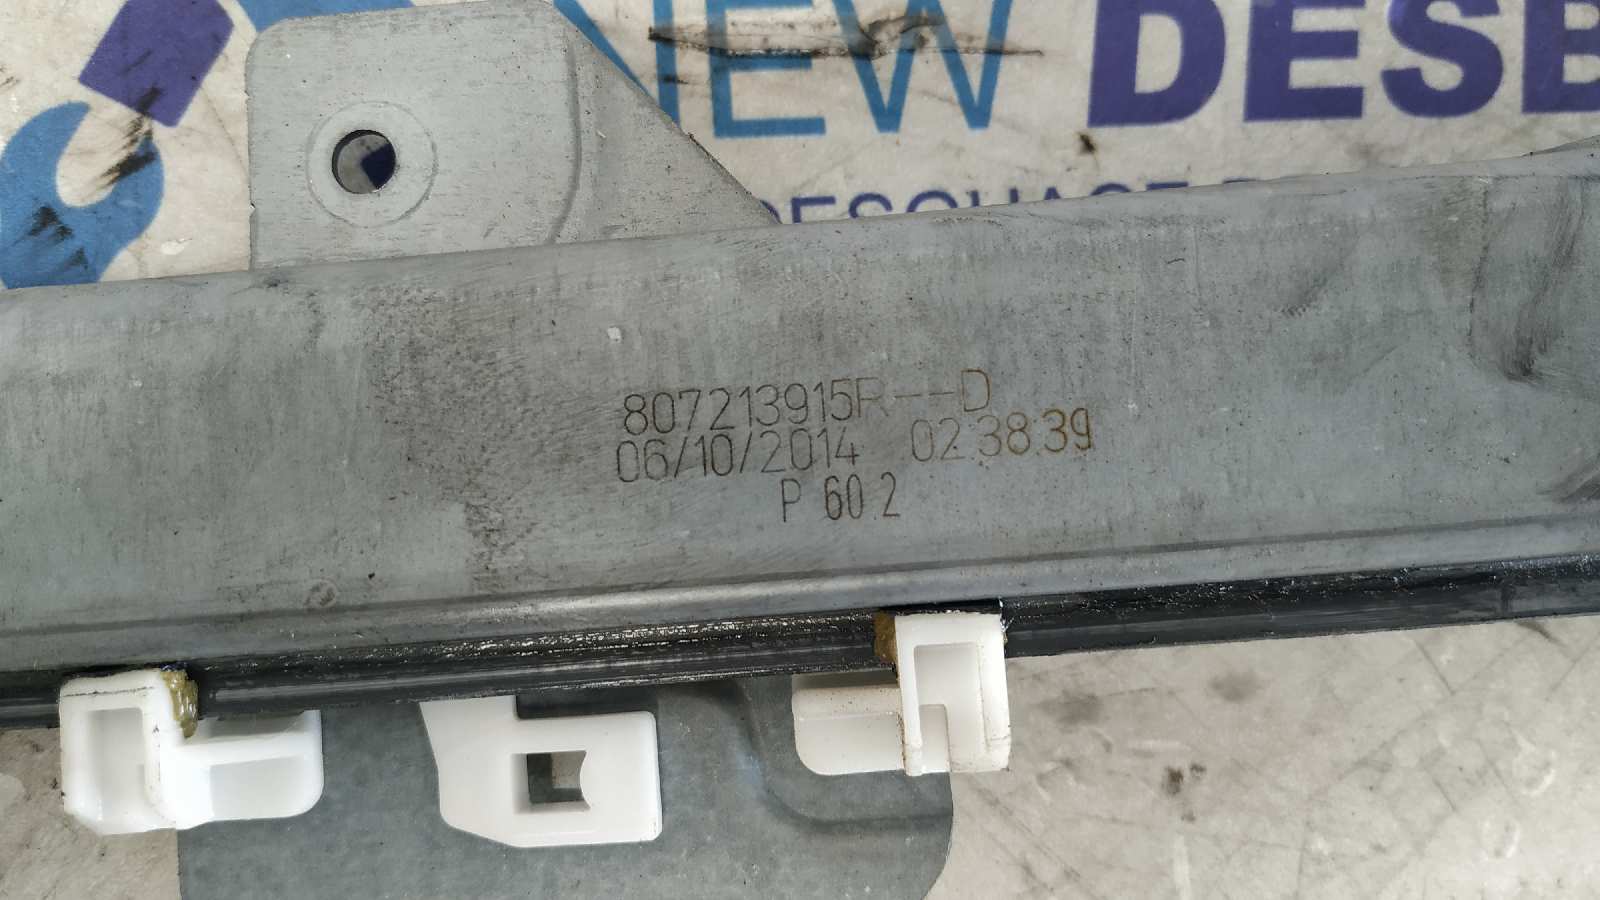 NEW DESB
807213915R--D
06/10/2014 02:38:39
P 60 2